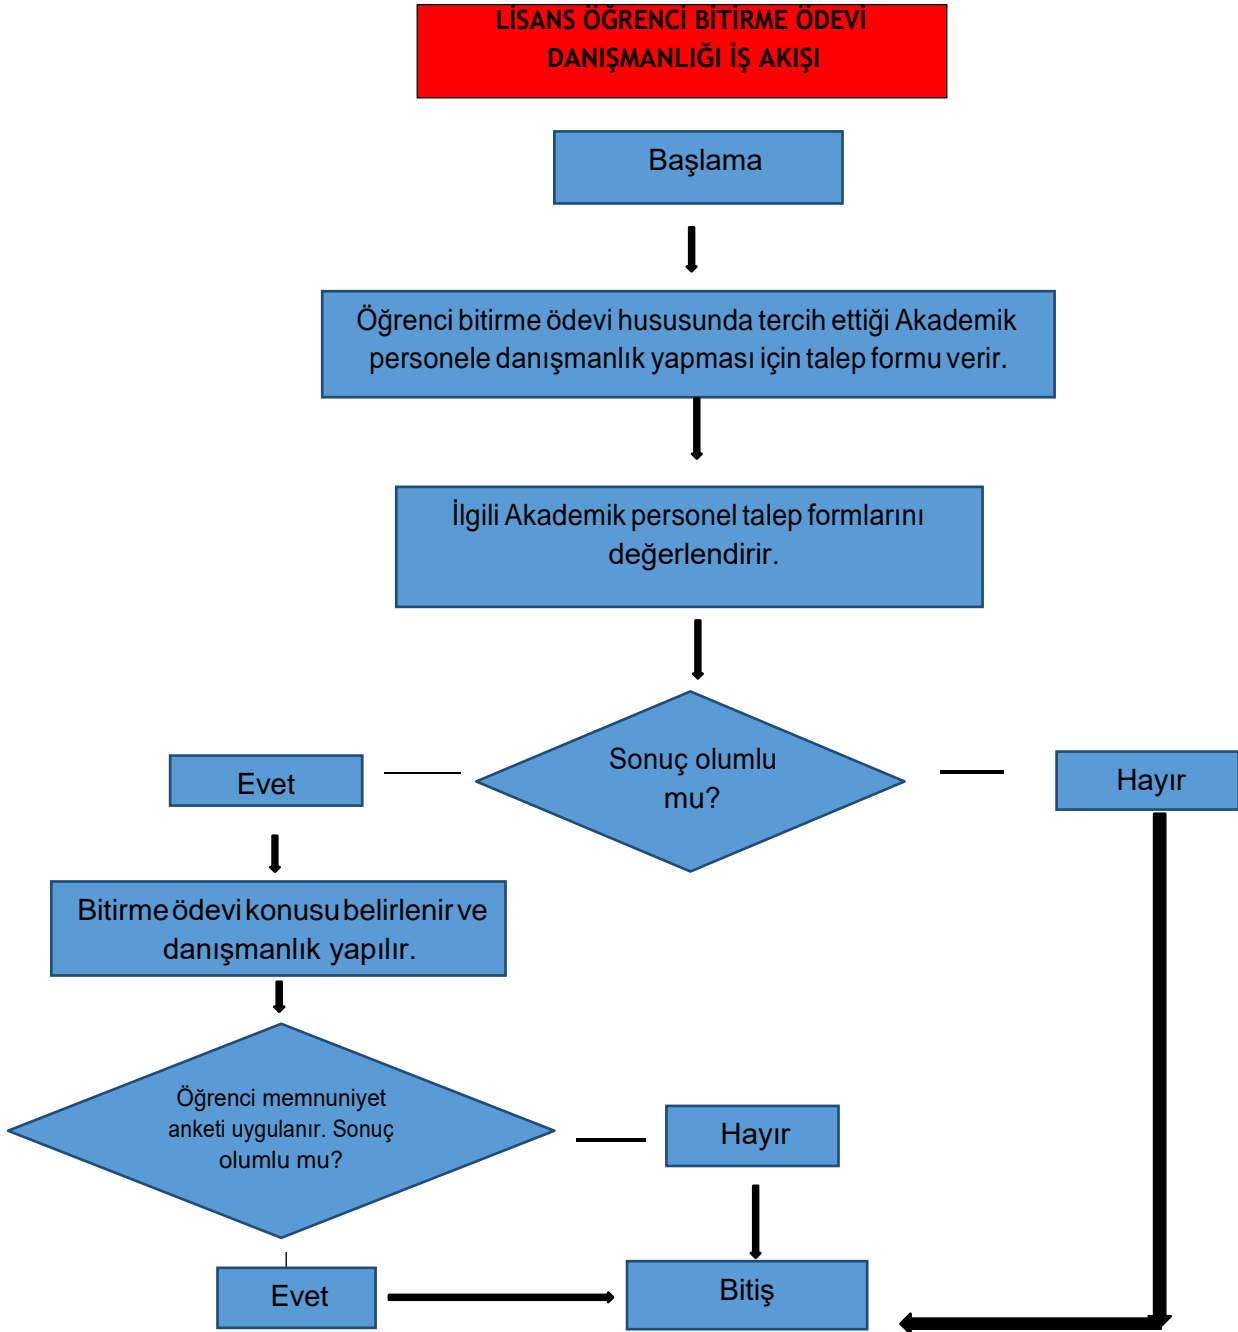 LİSANS ÖĞRENCİ BİTİRME ÖDEVİ
DANIŞMANLIĞI İŞ AKIŞI
Başlama
Öğrenci bitirme ödevi hususunda tercih ettiği Akademik
personele danışmanlık yapması için talep formu verir.
İlgili Akademik personel talep formlarını
değerlendirir.
Sonuç olumlu
mu?
Evet
Hayır
Bitirme ödevi konusu belirlenir ve
danışmanlık yapılır.
Öğrenci memnuniyet
anketi uygulanır. Sonuç
olumlu mu?
Hayır
Evet
Bitiş